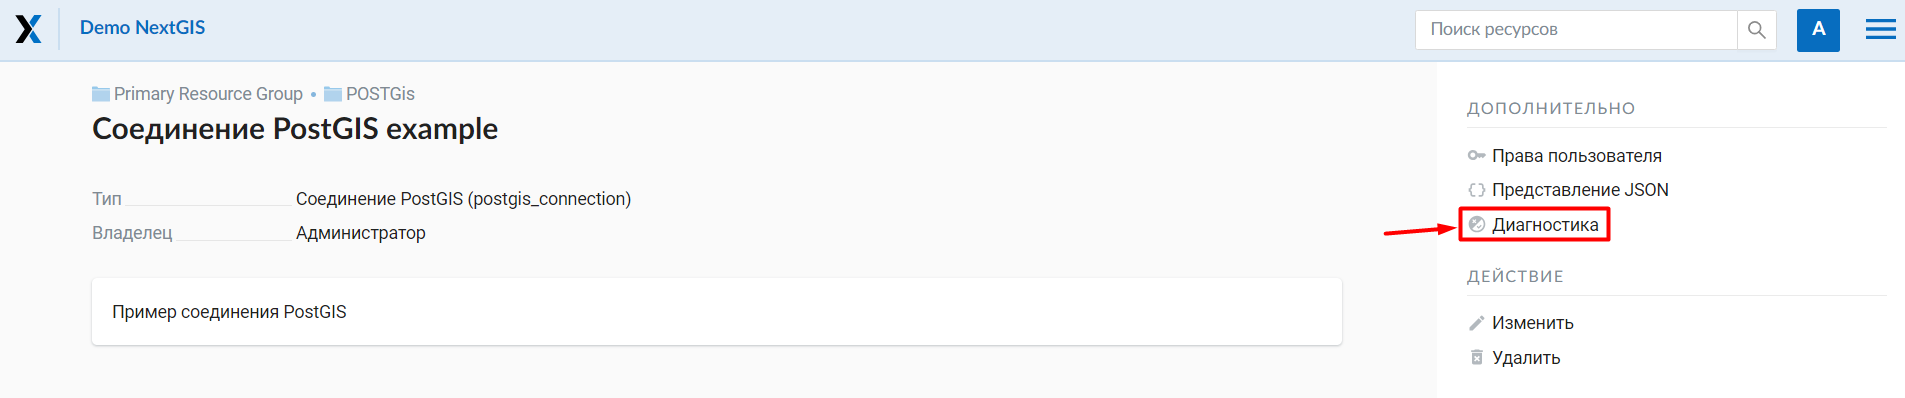 Demo NextGIS
Поиск ресурсов
A
Primary Resource Group • POSTGis
Соединение PostGIS example
Тип Соединение PostGIS (postgis_connection)
Владелец Администратор
Пример соединения PostGIS
ДОПОЛНИТЕЛЬНО
Права пользователя
Представление JSON
Диагностика
ДЕЙСТВИЕ
Изменить
Удалить